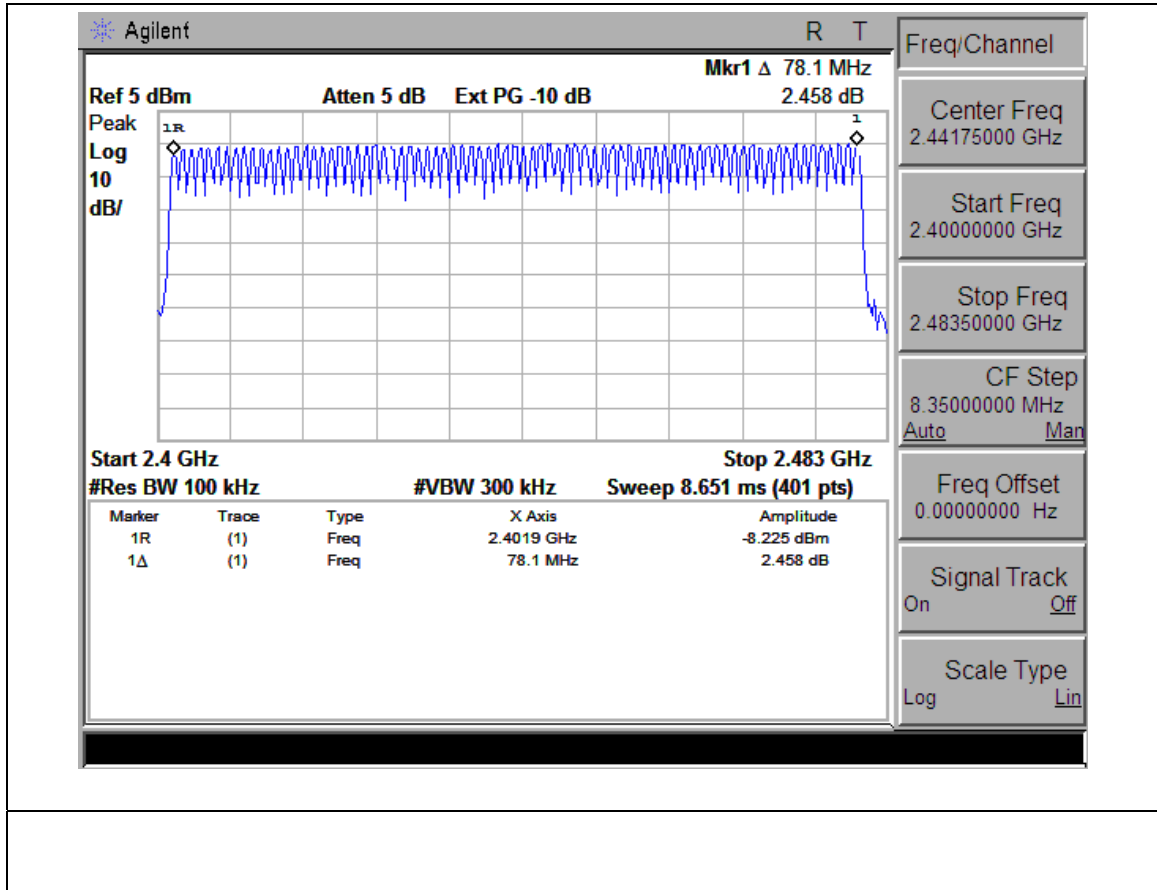 Agilent R T
Mkr1 Δ 78.1 MHz
Ref 5 dBm Atten 5 dB Ext PG -10 dB 2.458 dB
Peak
Log
10
dB/
1R
1
Start 2.4 GHz Stop 2.483 GHz
#Res BW 100 kHz #VBW 300 kHz Sweep 8.651 ms (401 pts)
Marker Trace Type X Axis Amplitude
1R (1) Freq 2.4019 GHz -8.225 dBm
1Δ (1) Freq 78.1 MHz 2.458 dB
Freq/Channel
Center Freq
2.44175000 GHz
Start Freq
2.40000000 GHz
Stop Freq
2.48350000 GHz
CF Step
8.35000000 MHz
Auto Man
Freq Offset
0.00000000 Hz
Signal Track
On Off
Scale Type
Log Lin